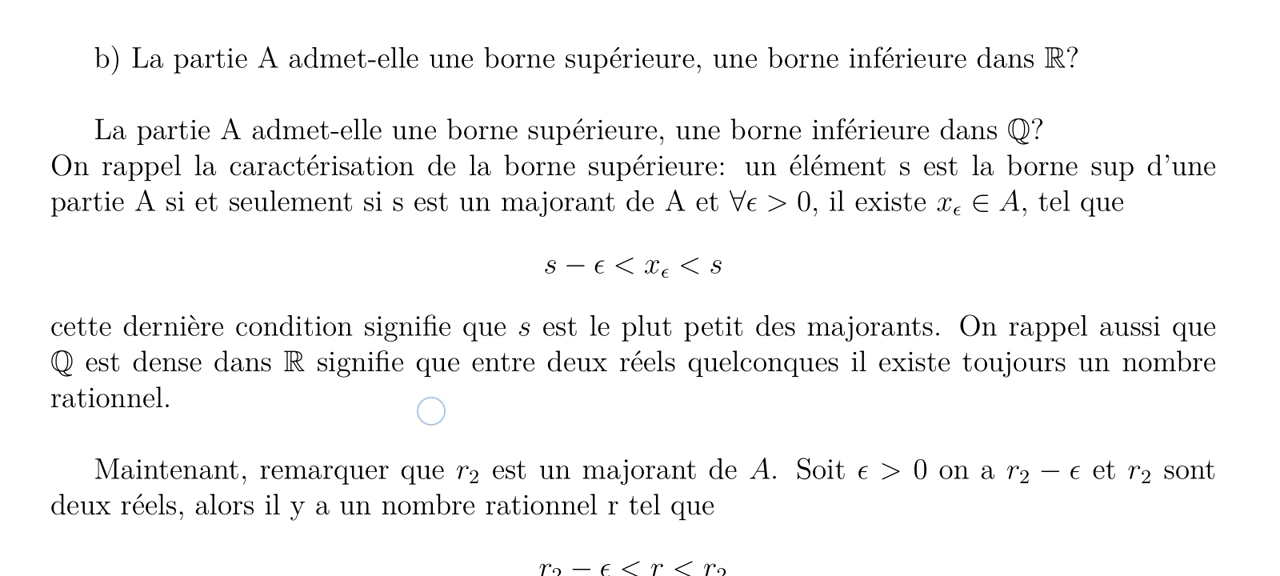 b) La partie A admet-elle une borne supérieure, une borne inférieure dans ℝ?
La partie A admet-elle une borne supérieure, une borne inférieure dans ℚ?
On rappel la caractérisation de la borne supérieure: un élément s est la borne sup d'une
partie A si et seulement si s est un majorant de A et ∀ϵ > 0, il existe xϵ ∈ A, tel que
s − ϵ < xϵ < s
cette dernière condition signifie que s est le plut petit des majorants. On rappel aussi que
ℚ est dense dans ℝ signifie que entre deux réels quelconques il existe toujours un nombre
rationnel.
Maintenant, remarquer que r₂ est un majorant de A. Soit ϵ > 0 on a r₂ − ϵ et r₂ sont
deux réels, alors il y a un nombre rationnel r tel que
r₂ − ϵ < r < r₂